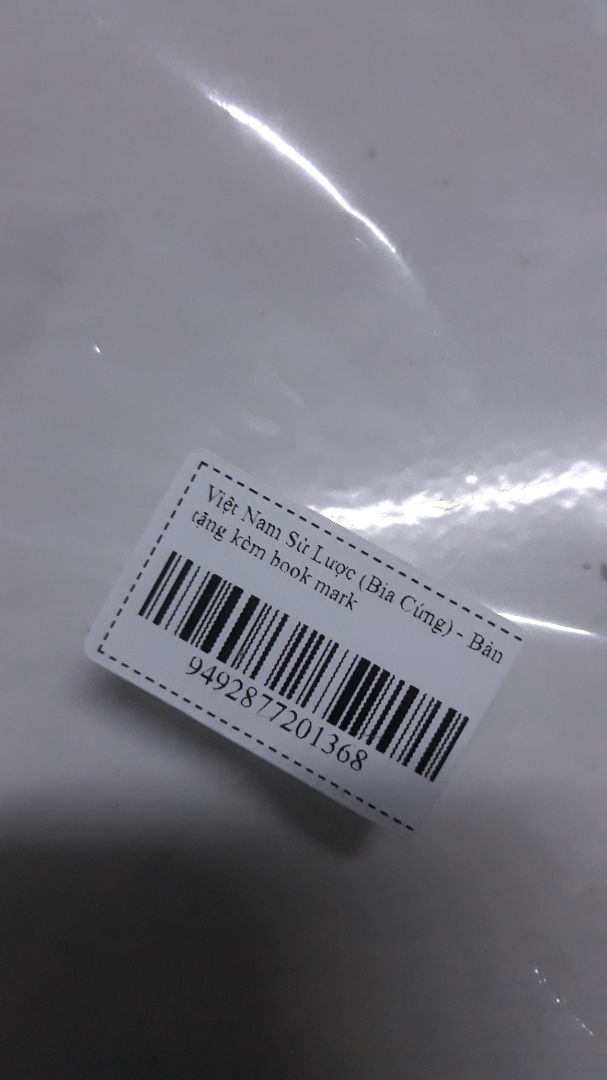 Việt Nam Sử Lược (Bìa Cứng) - Bản
tặng kèm book mark
9492877201368